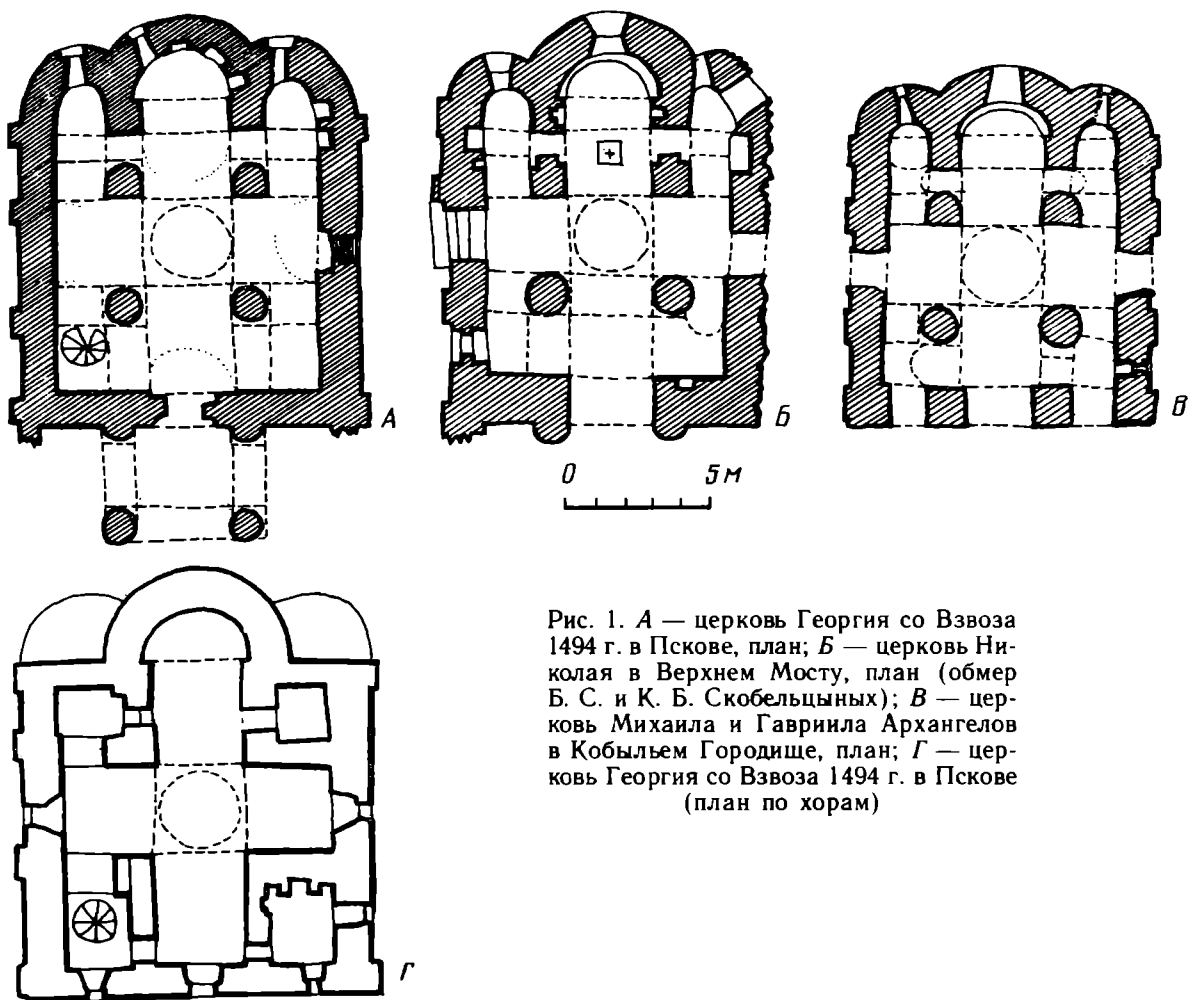 А
Б
В
0 5 м
Г
Рис. 1. А — церковь Георгия со Взвоза
1494 г. в Пскове, план; Б — церковь Ни-
колая в Верхнем Мосту, план (обмер
Б. С. и К. Б. Скобельцыных); В — цер-
ковь Михаила и Гавриила Архангелов
в Кобыльем Городище, план; Г — цер-
ковь Георгия со Взвоза 1494 г. в Пскове
(план по хорам)